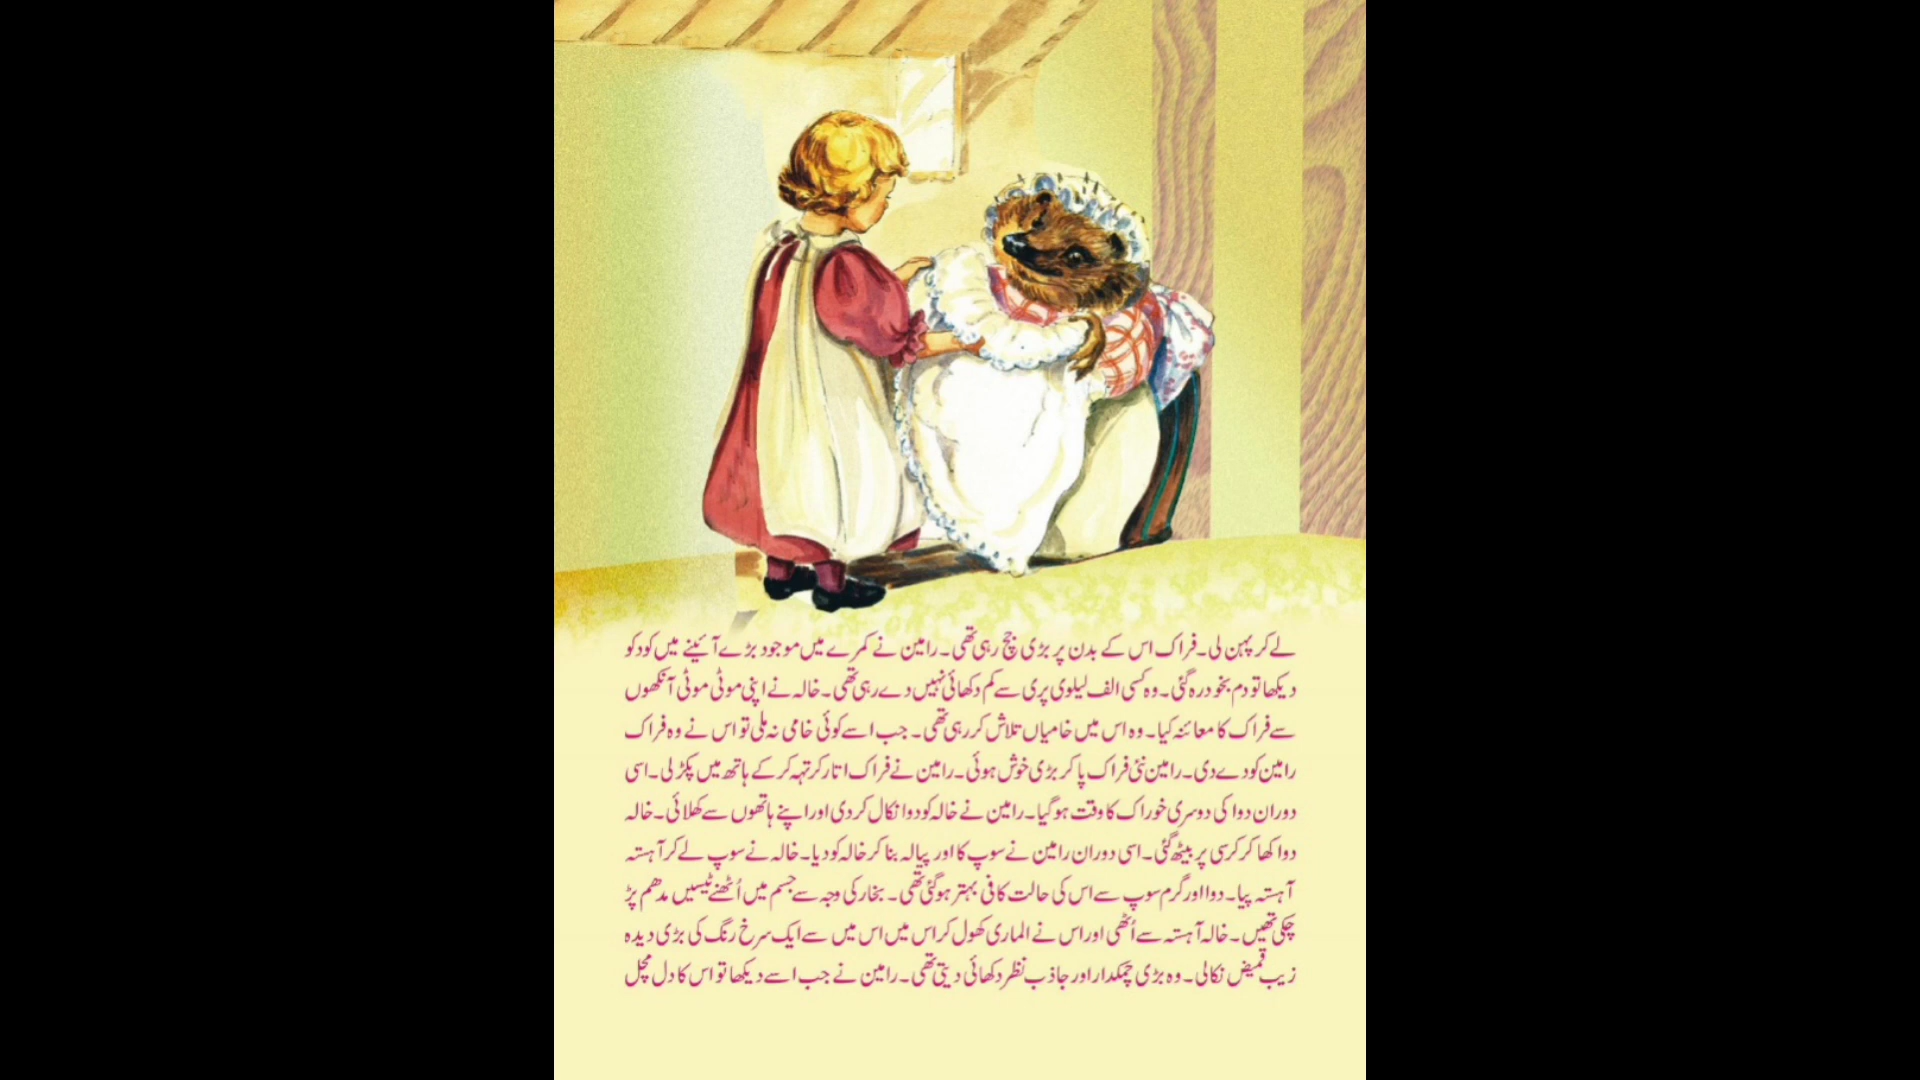 لے کر پہن لی۔ فراک اس کے بدن پر بڑی جچ رہی تھی۔ رامین نے کمرے میں موجود بڑے آئینے میں کود کو
دیکھا تو دم بخود رہ گئی۔ وہ کسی الف لیلوی پری سے کم دکھائی نہیں دے رہی تھی۔ خالہ نے اپنی موٹی موٹی آنکھوں
سے فراک کا معائنہ کیا۔ وہ اس میں خامیاں تلاش کر رہی تھی۔ جب اسے کوئی خامی نہ ملی تو اس نے وہ فراک
رامین کو دے دی۔ رامین نئی فراک پا کر بڑی خوش ہوئی۔ رامین نے فراک اتار کر تہہ کر کے ہاتھ میں پکڑ لی۔ اسی
دوران دوا کی دوسری خوراک کا وقت ہو گیا۔ رامین نے خالہ کو دوا نکال کر دی اور اپنے ہاتھوں سے کھلائی۔ خالہ
دوا کھا کر کرسی پر بیٹھ گئی۔ اسی دوران رامین نے سوپ کا اور پیالہ بنا کر خالہ کو دیا۔ خالہ نے سوپ لے کر آہستہ
آہستہ پیا۔ دوا اور گرم سوپ سے اس کی حالت کافی بہتر ہو گئی تھی۔ بخار کی وجہ سے جسم میں اُٹھنے ٹیسیں مدھم پڑ
چکی تھیں۔ خالہ آہستہ سے اُٹھی اور اس نے الماری کھول کر اس میں اس میں سے ایک سرخ رنگ کی بڑی دیدہ
زیب قمیض نکالی۔ وہ بڑی چمکدار اور جاذب نظر دکھائی دیتی تھی۔ رامین نے جب اسے دیکھا تو اس کا دل مچل